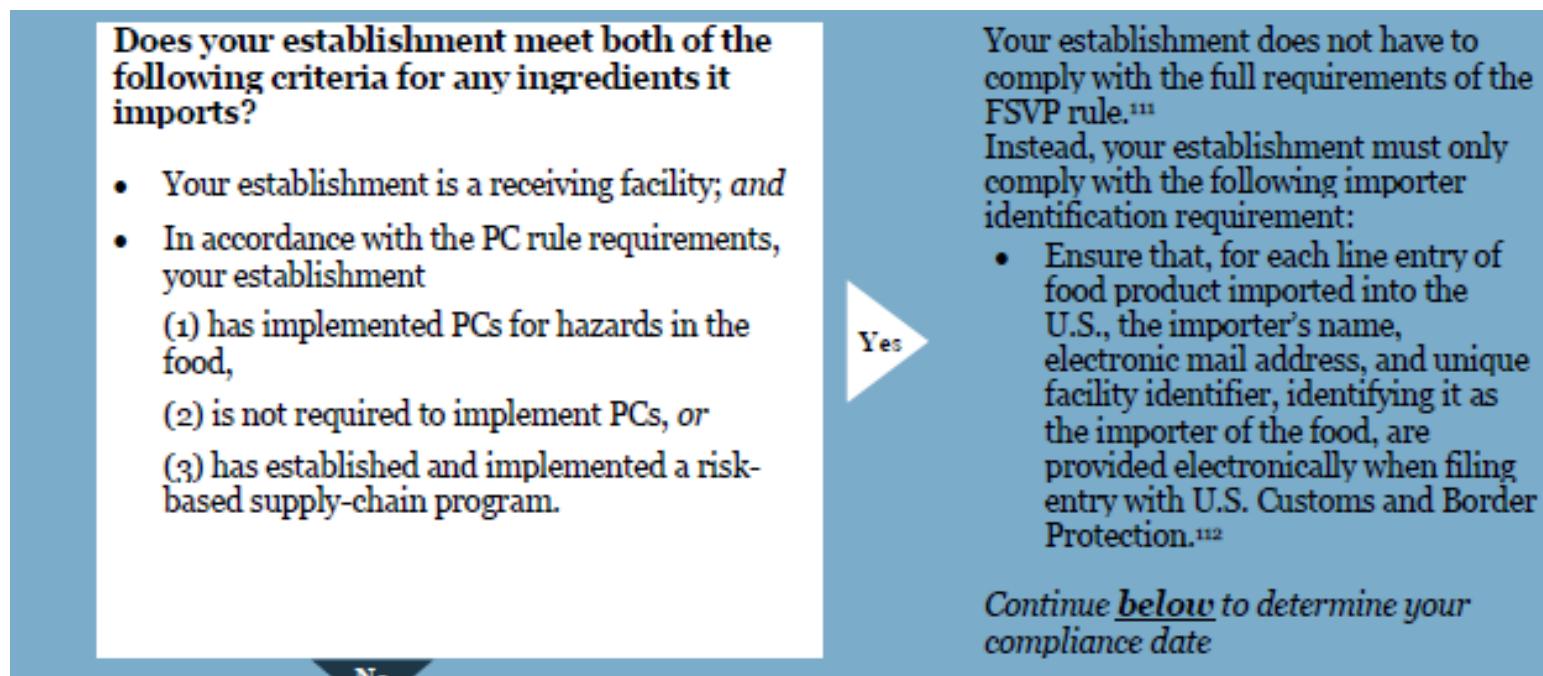 Does your establishment meet both of the
following criteria for any ingredients it
imports?
• Your establishment is a receiving facility; and
• In accordance with the PC rule requirements,
your establishment
(1) has implemented PCs for hazards in the
food,
(2) is not required to implement PCs, or
(3) has established and implemented a risk-
based supply-chain program.
Yes
Your establishment does not have to
comply with the full requirements of the
FSVP rule.¹¹¹
Instead, your establishment must only
comply with the following importer
identification requirement:
• Ensure that, for each line entry of
food product imported into the
U.S., the importer's name,
electronic mail address, and unique
facility identifier, identifying it as
the importer of the food, are
provided electronically when filing
entry with U.S. Customs and Border
Protection.¹¹²
Continue below to determine your
compliance date